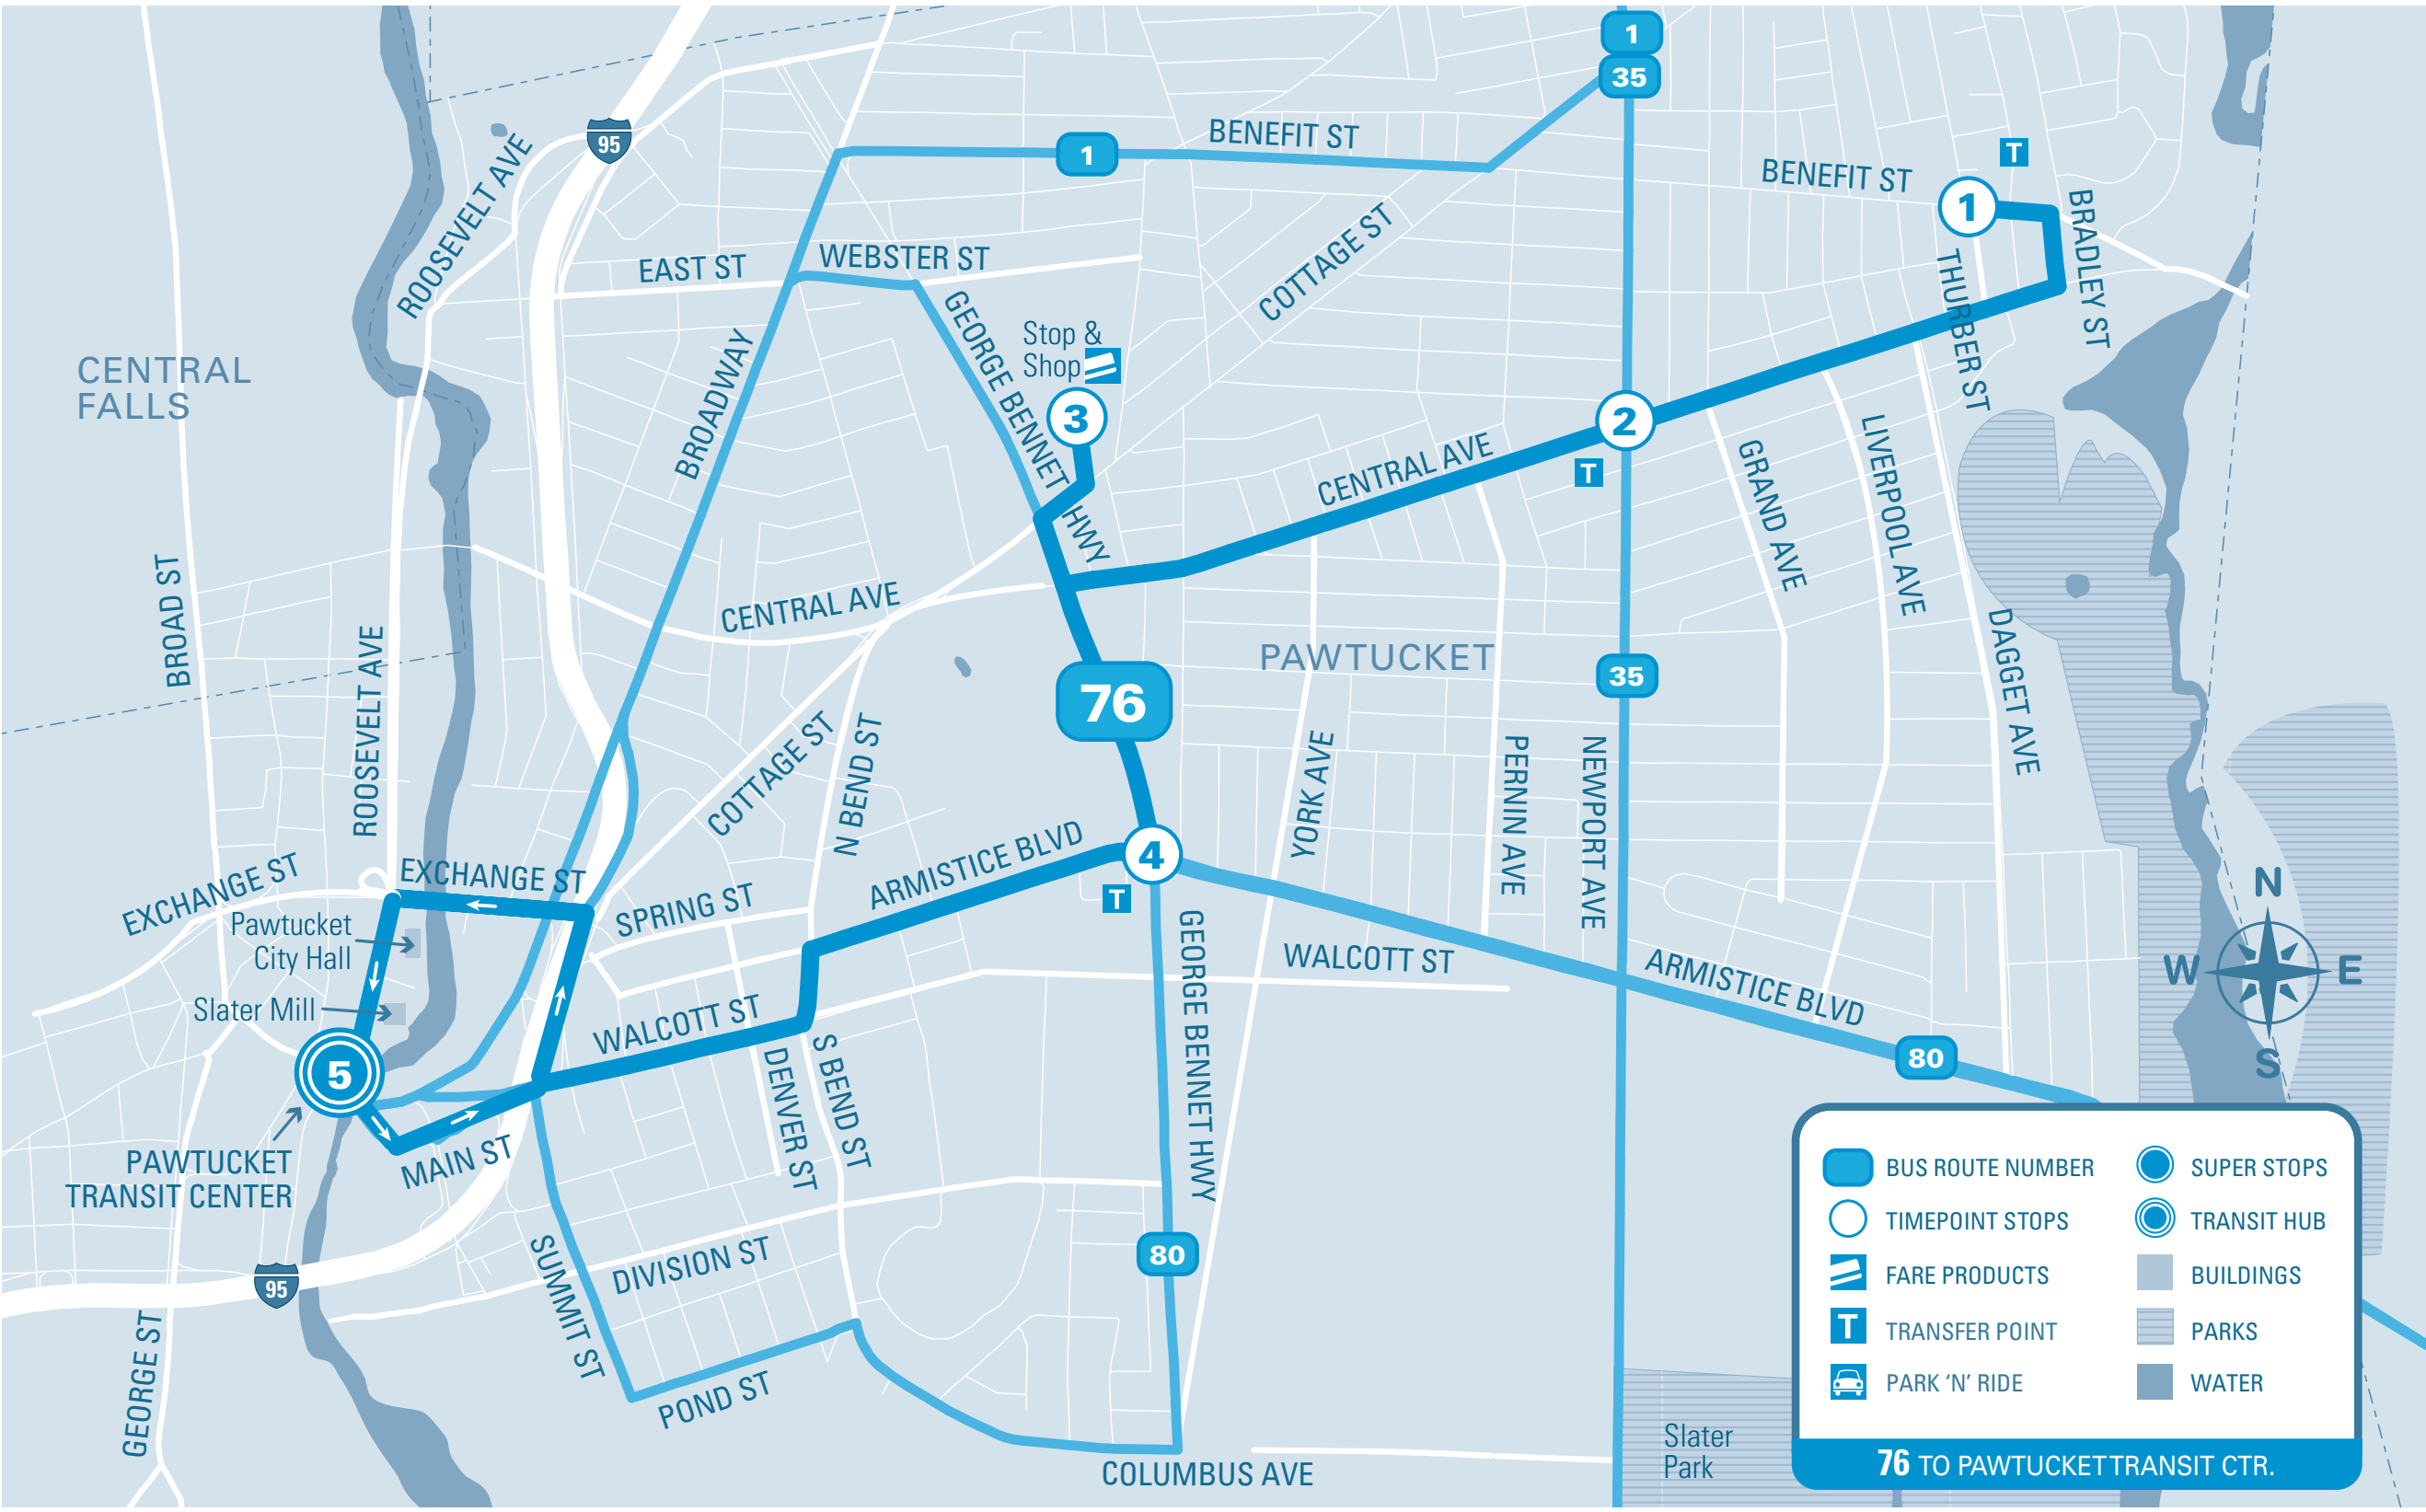 1
35
95
1
BENEFIT ST
T
BENEFIT ST
1
ROOSEVELT AVE
BRADLEY ST
COTTAGE ST
WEBSTER ST
EAST ST
THURBER ST
GEORGE BENNET HWY
Stop &
Shop
BROADWAY
CENTRAL
FALLS
3
2
T
CENTRAL AVE
GRAND AVE
LIVERPOOL AVE
BROAD ST
CENTRAL AVE
ROOSEVELT AVE
PAWTUCKET
DAGGET AVE
35
76
COTTAGE ST
N BEND ST
YORK AVE
PERNIN AVE
NEWPORT AVE
ARMISTICE BLVD
4
T
EXCHANGE ST
EXCHANGE ST
SPRING ST
Pawtucket
City Hall
Slater Mill
GEORGE BENNET HWY
WALCOTT ST
ARMISTICE BLVD
N
W
E
S
WALCOTT ST
5
DENVER ST
S BEND ST
80
MAIN ST
PAWTUCKET
TRANSIT CENTER
80
SUMMIT ST
DIVISION ST
95
GEORGE ST
POND ST
COLUMBUS AVE
Slater
Park
BUS ROUTE NUMBER
SUPER STOPS
TIMEPOINT STOPS
TRANSIT HUB
FARE PRODUCTS
BUILDINGS
T
TRANSFER POINT
PARKS
PARK 'N' RIDE
WATER
76 TO PAWTUCKET TRANSIT CTR.